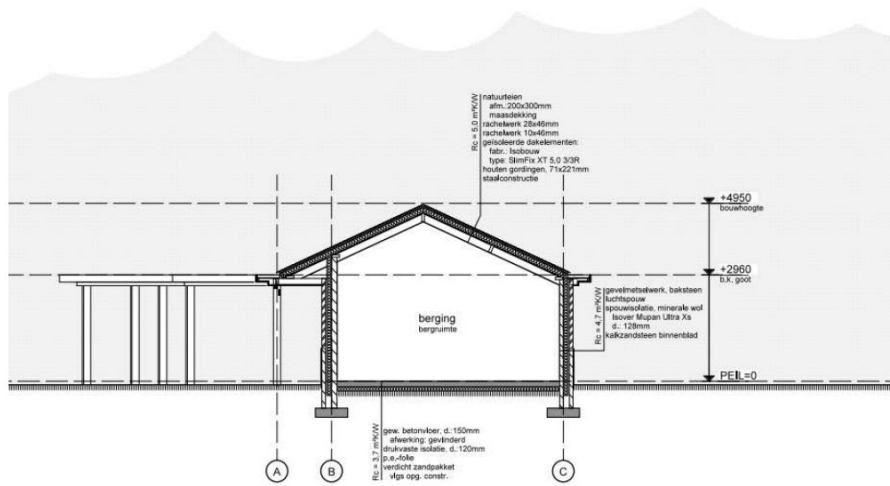 natuurleien
afm.:200x300mm
maasdekking
rachelwerk 28x46mm
rachelwerk 10x46mm
geïsoleerde dakelementen:
fabr.: Isobouw
type: SlimFix XT 5,0 3/3R
houten gordingen, 71x221mm
staalconstructie
Rc = 5,0 m²K/W
+4950
bouwhoogte
+2960
b.k. goot
gevelmetselwerk, baksteen
luchtspouw
spouwisolatie, minerale wol
Isover Mupan Ultra Xs
d.: 128mm
kalkzandsteen binnenblad
Rc = 4,7 m²K/W
berging
bergruimte
PEIL=0
gew. betonvloer, d.:150mm
afwerking: gevlinderd
drukvaste isolatie, d.:120mm
p.e.-folie
verdicht zandpakket
vlgs opg. constr.
Rc = 3,7 m²K/W
A
B
C